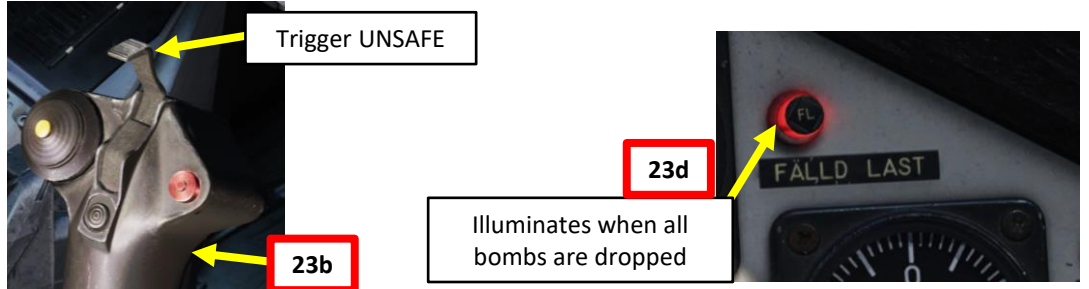 Trigger UNSAFE
23b
FL
23d
FÄLLD LAST
Illuminates when all
bombs are dropped
0